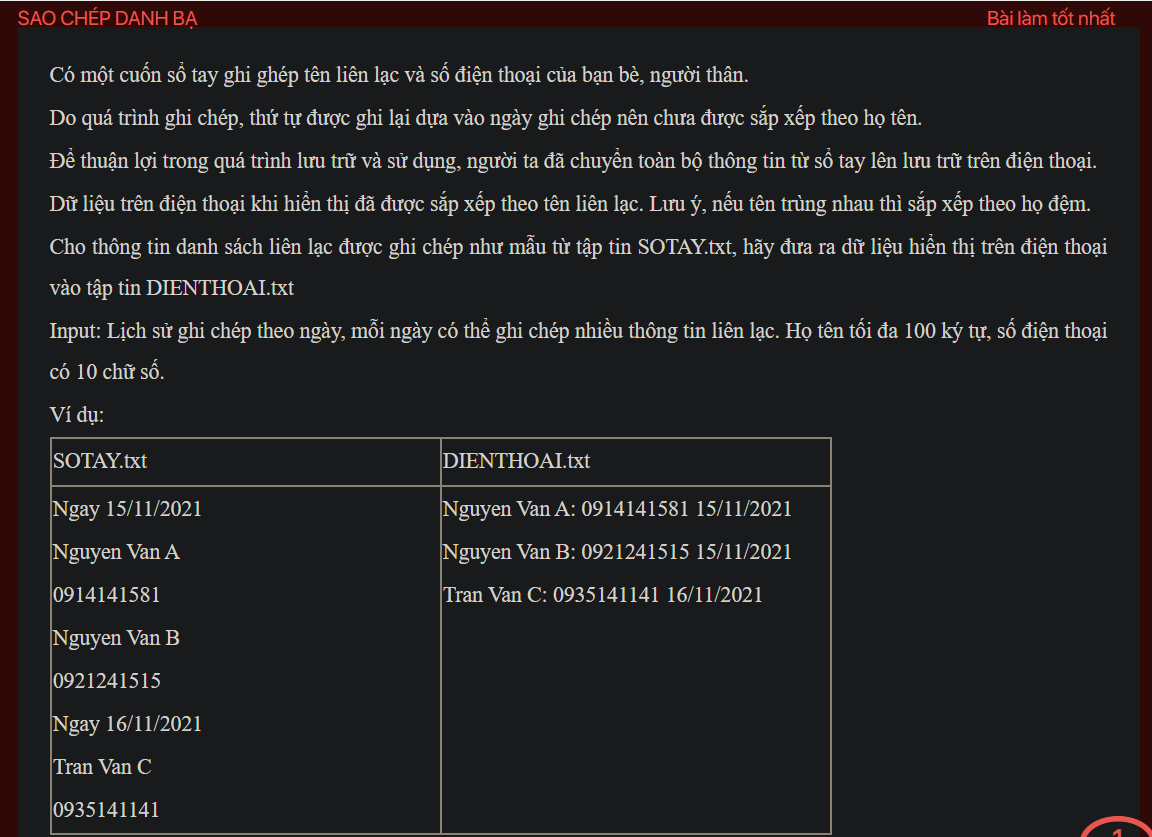 SAO CHÉP DANH BẠ
Bài làm tốt nhất
Có một cuốn sổ tay ghi ghép tên liên lạc và số điện thoại của bạn bè, người thân.
Do quá trình ghi chép, thứ tự được ghi lại dựa vào ngày ghi chép nên chưa được sắp xếp theo họ tên.
Để thuận lợi trong quá trình lưu trữ và sử dụng, người ta đã chuyển toàn bộ thông tin từ sổ tay lên lưu trữ trên điện thoại.
Dữ liệu trên điện thoại khi hiển thị đã được sắp xếp theo tên liên lạc. Lưu ý, nếu tên trùng nhau thì sắp xếp theo họ đệm.
Cho thông tin danh sách liên lạc được ghi chép như mẫu từ tập tin SOTAY.txt, hãy đưa ra dữ liệu hiển thị trên điện thoại
vào tập tin DIENTHOAI.txt
Input: Lịch sử ghi chép theo ngày, mỗi ngày có thể ghi chép nhiều thông tin liên lạc. Họ tên tối đa 100 ký tự, số điện thoại
có 10 chữ số.
Ví dụ:
SOTAY.txt
DIENTHOAI.txt
Ngay 15/11/2021
Nguyen Van A
0914141581
Nguyen Van B
0921241515
Ngay 16/11/2021
Tran Van C
0935141141
Nguyen Van A: 0914141581 15/11/2021
Nguyen Van B: 0921241515 15/11/2021
Tran Van C: 0935141141 16/11/2021